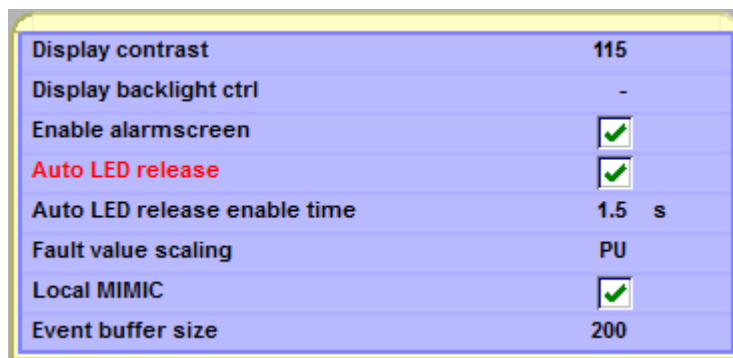 Display contrast 115
Display backlight ctrl -
Enable alarmscreen
Auto LED release
Auto LED release enable time 1.5 s
Fault value scaling PU
Local MIMIC
Event buffer size 200